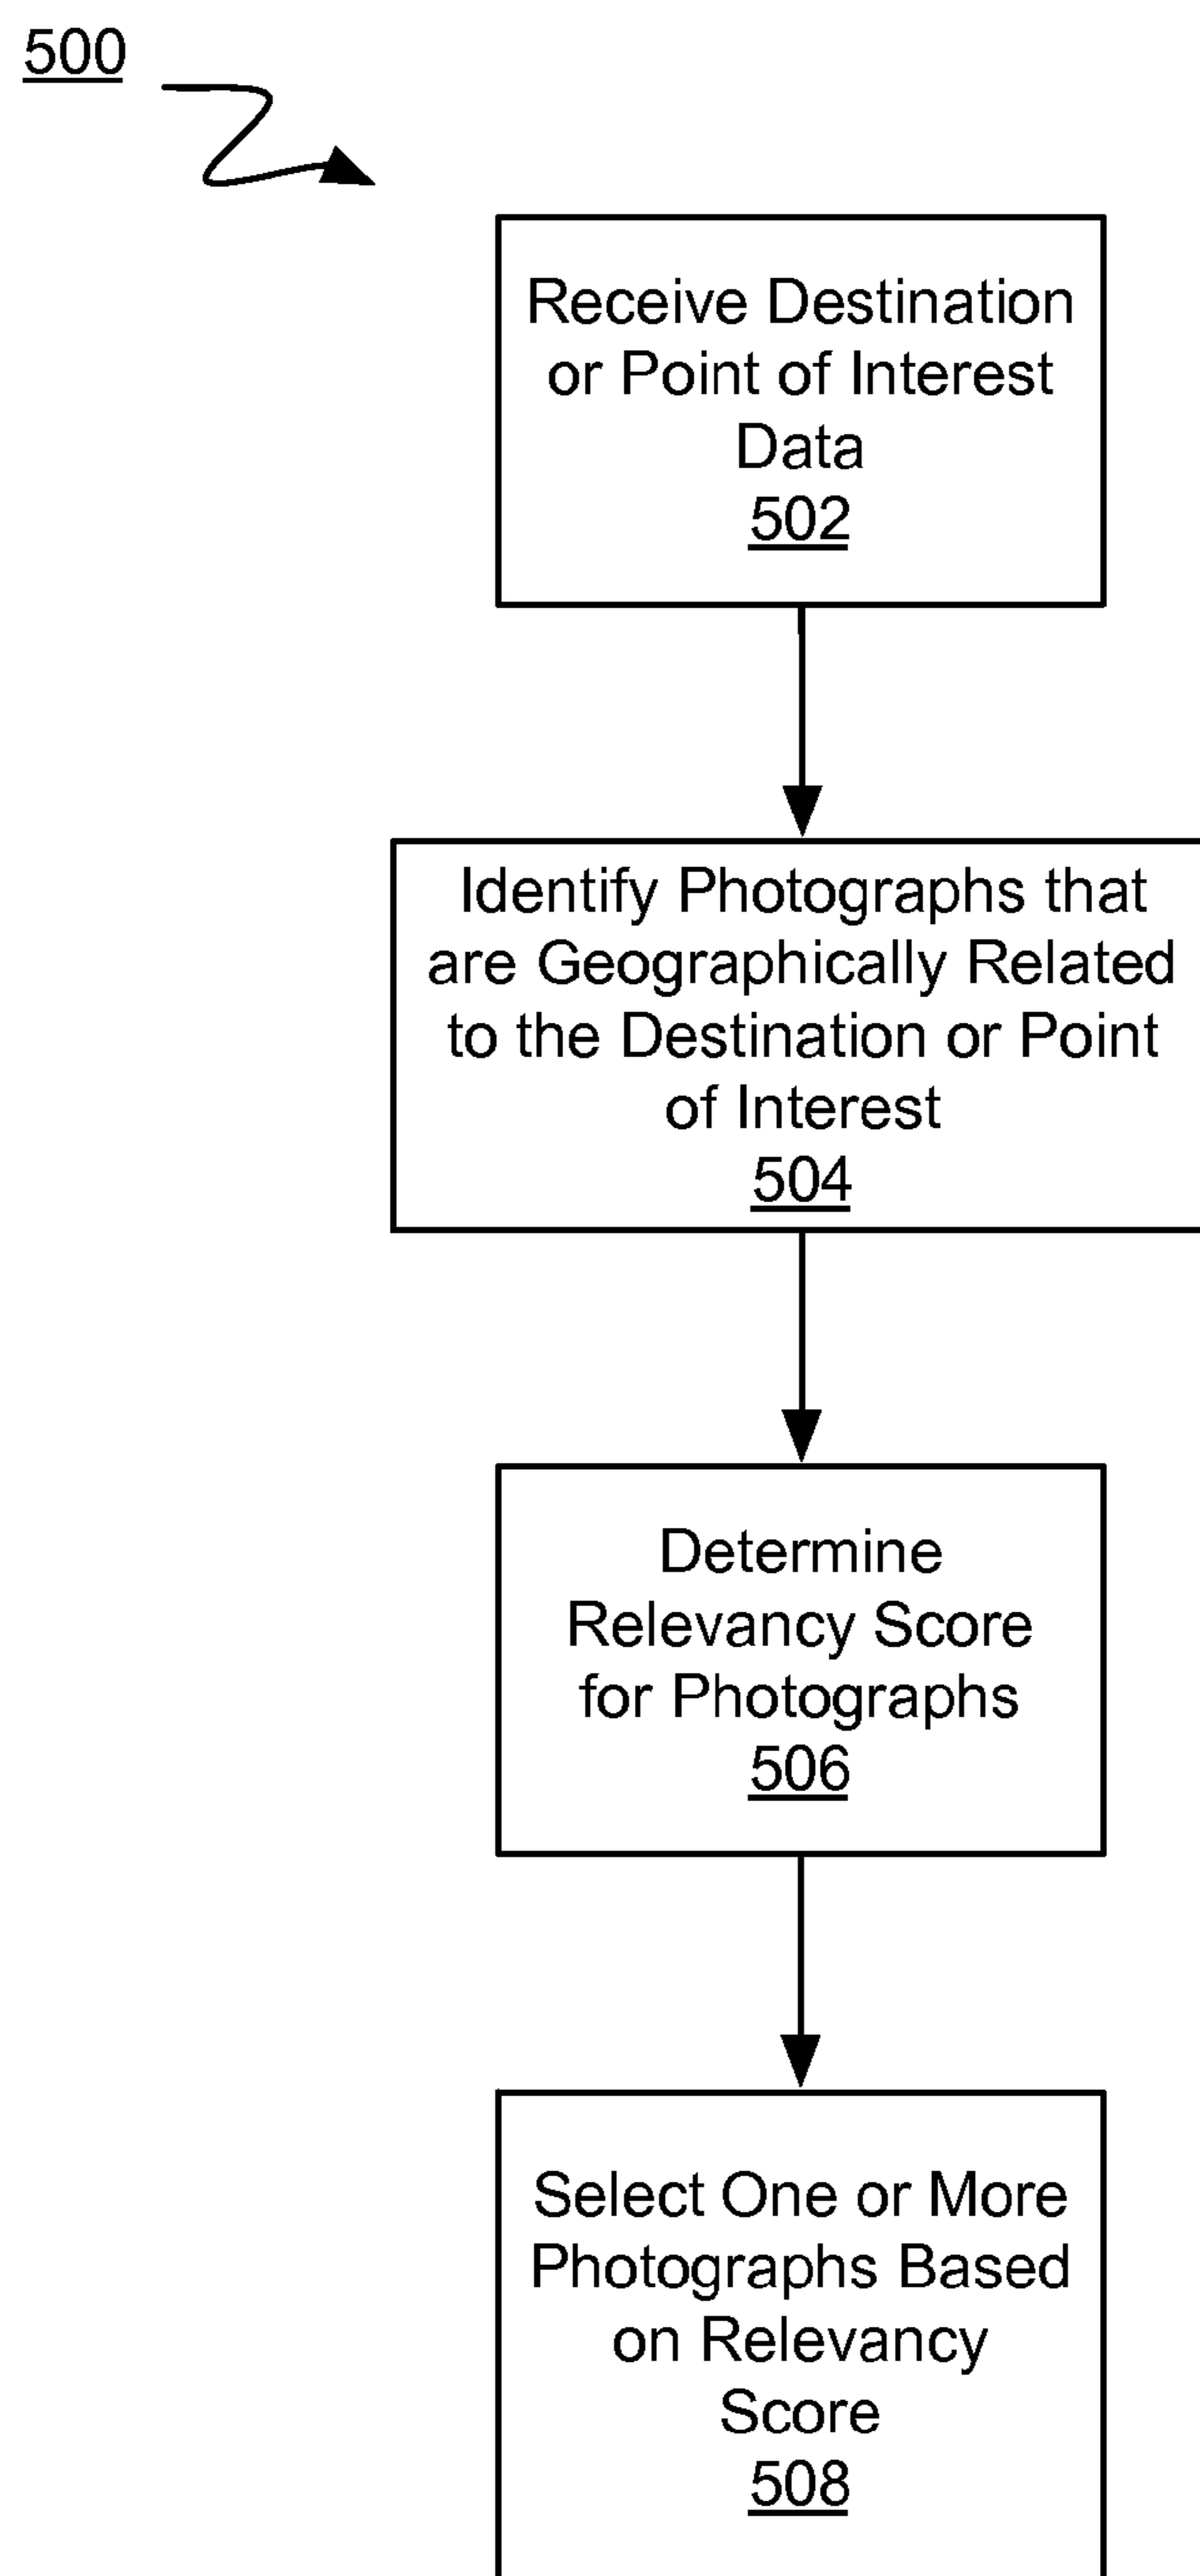 500
Receive Destination
or Point of Interest
Data
502
Identify Photographs that
are Geographically Related
to the Destination or Point
of Interest
504
Determine
Relevancy Score
for Photographs
506
Select One or More
Photographs Based
on Relevancy
Score
508